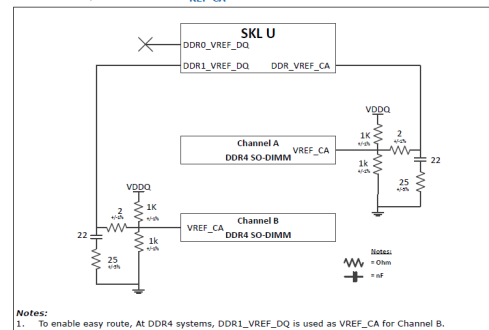 REF_CA
SKL U
DDR0_VREF_DQ
DDR1_VREF_DQ DDR_VREF_CA
VDDQ
1K
+/-1%
2
+/-1%
Channel A
VREF_CA
DDR4 SO-DIMM
1k
+/-1%
22
25
+/-5%
VDDQ
2
+/-1%
1K
+/-1%
Channel B
VREF_CA
DDR4 SO-DIMM
22
1k
+/-1%
25
+/-5%
Notes:
= Ohm
= nF
Notes:
1. To enable easy route, At DDR4 systems, DDR1_VREF_DQ is used as VREF_CA for Channel B.